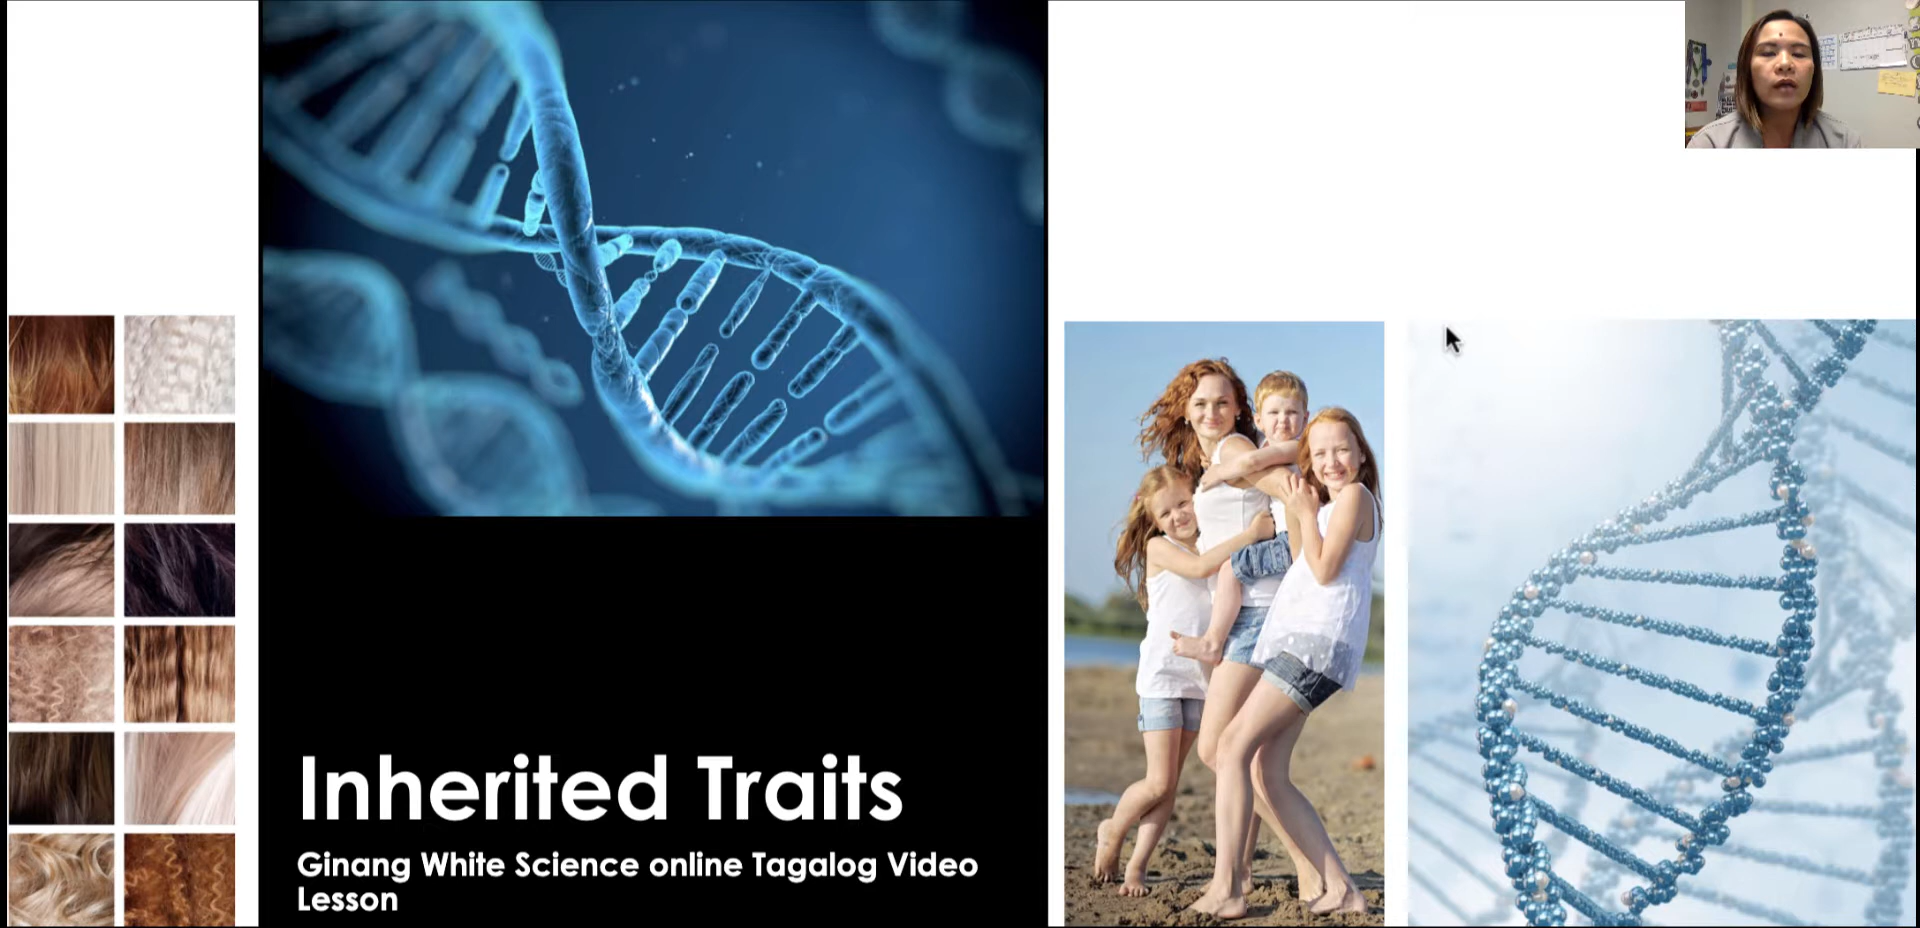 Inherited Traits
Ginang White Science online Tagalog Video
Lesson